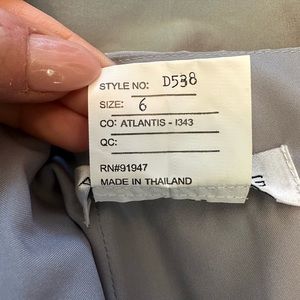 STYLE NO: D538
SIZE: 6
CO: ATLANTIS - I343
QC:
RN#91947
MADE IN THAILAND